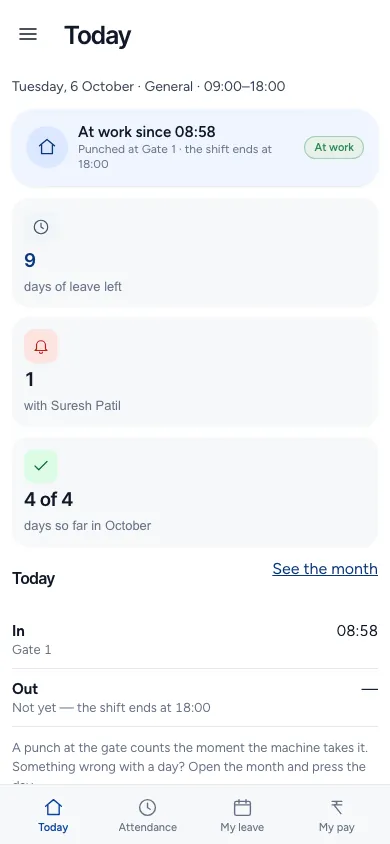 Today
Tuesday, 6 October · General · 09:00–18:00
At work since 08:58
Punched at Gate 1 · the shift ends at
18:00
At work
9
days of leave left
1
with Suresh Patil
4 of 4
days so far in October
Today
See the month
In
08:58
Gate 1
Out
—
Not yet — the shift ends at 18:00
A punch at the gate counts the moment the machine takes it.
Something wrong with a day? Open the month and press the
Today
Attendance
My leave
My pay